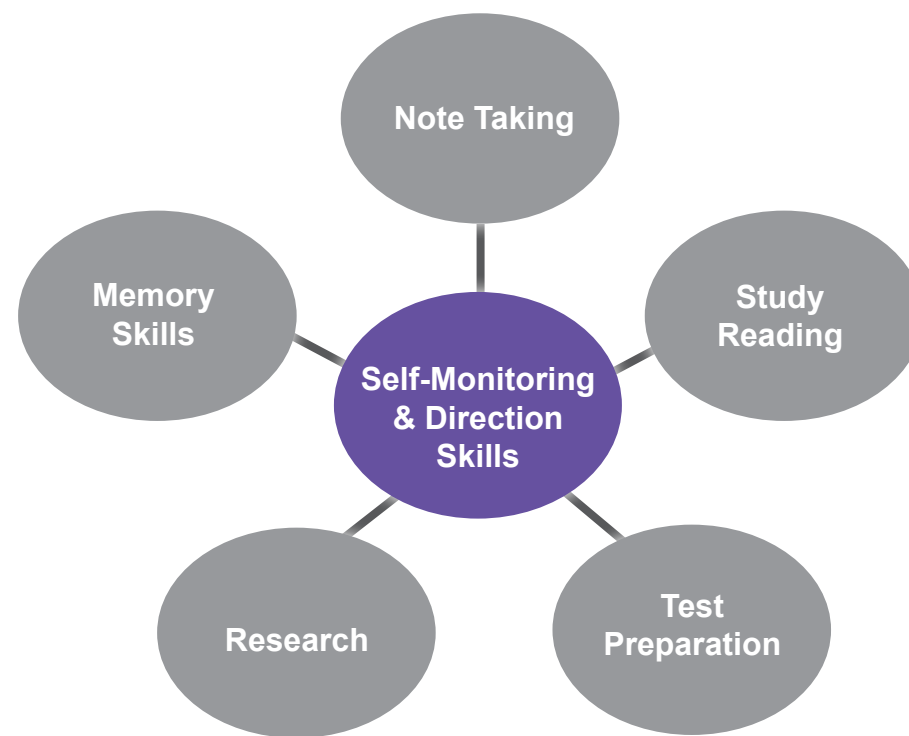 Note Taking
Memory
Skills
Study
Reading
Self-Monitoring
& Direction
Skills
Research
Test
Preparation